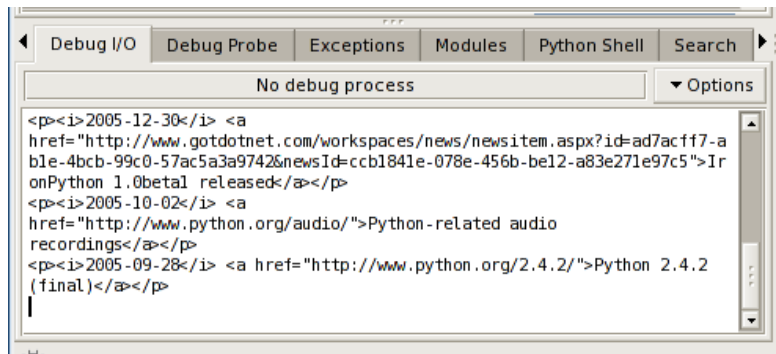 Debug I/O Debug Probe Exceptions Modules Python Shell Search
No debug process Options
<p><i>2005-12-30</i> <a
href="http://www.gotdotnet.com/workspaces/news/newsitem.aspx?id=ad7acff7-a
b1e-4bcb-99c0-57ac5a3a9742&newsId=ccb1841e-078e-456b-be12-a83e271e97c5">Ir
onPython 1.0beta1 released</a></p>
<p><i>2005-10-02</i> <a
href="http://www.python.org/audio/">Python-related audio
recordings</a></p>
<p><i>2005-09-28</i> <a href="http://www.python.org/2.4.2/">Python 2.4.2
(final)</a></p>